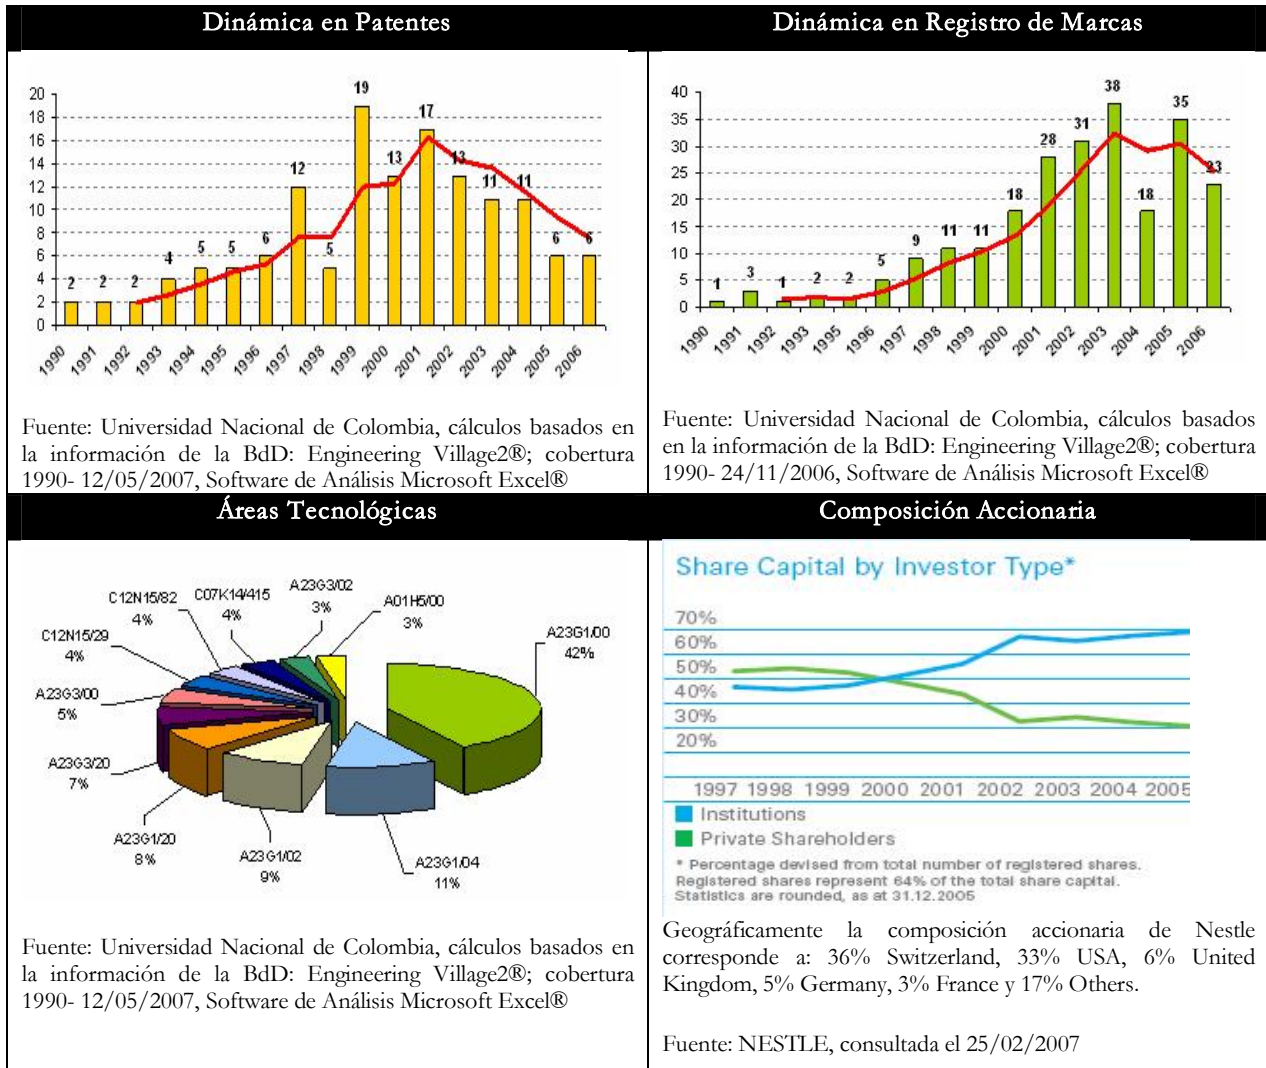 Dinámica en Patentes
20
18
16
14
12
10
8
6
4
2
0
2
2
2
4
5
5
6
12
5
19
13
17
13
11
11
6
6
1990
1991
1992
1993
1994
1995
1996
1997
1998
1999
2000
2001
2002
2003
2004
2005
2006
Fuente: Universidad Nacional de Colombia, cálculos basados en
la información de la BdD: Engineering Village2®; cobertura
1990- 12/05/2007, Software de Análisis Microsoft Excel®
Dinámica en Registro de Marcas
40
35
30
25
20
15
10
5
0
1
3
1
2
2
5
9
11
11
18
28
31
38
18
35
23
1990
1991
1992
1993
1995
1996
1997
1998
1999
2000
2001
2002
2003
2004
2005
2006
Fuente: Universidad Nacional de Colombia, cálculos basados
en la información de la BdD: Engineering Village2®; cobertura
1990- 24/11/2006, Software de Análisis Microsoft Excel®
Áreas Tecnológicas
C12N15/82
4%
C07K14/415
4%
A23G3/02
3%
A01H5/00
3%
A23G1/00
42%
C12N15/29
4%
A23G3/00
5%
A23G3/20
7%
A23G1/20
8%
A23G1/02
9%
A23G1/04
11%
Fuente: Universidad Nacional de Colombia, cálculos basados en
la información de la BdD: Engineering Village2®; cobertura
1990- 12/05/2007, Software de Análisis Microsoft Excel®
Composición Accionaria
Share Capital by Investor Type*
70%
60%
50%
40%
30%
20%
1997 1998 1999 2000 2001 2002 2003 2004 2005
Institutions
Private Shareholders
* Percentage devised from total number of registered shares.
Registered shares represent 64% of the total share capital.
Statistics are rounded, as at 31.12.2005
Geográficamente la composición accionaria de Nestle
corresponde a: 36% Switzerland, 33% USA, 6% United
Kingdom, 5% Germany, 3% France y 17% Others.
Fuente: NESTLE, consultada el 25/02/2007